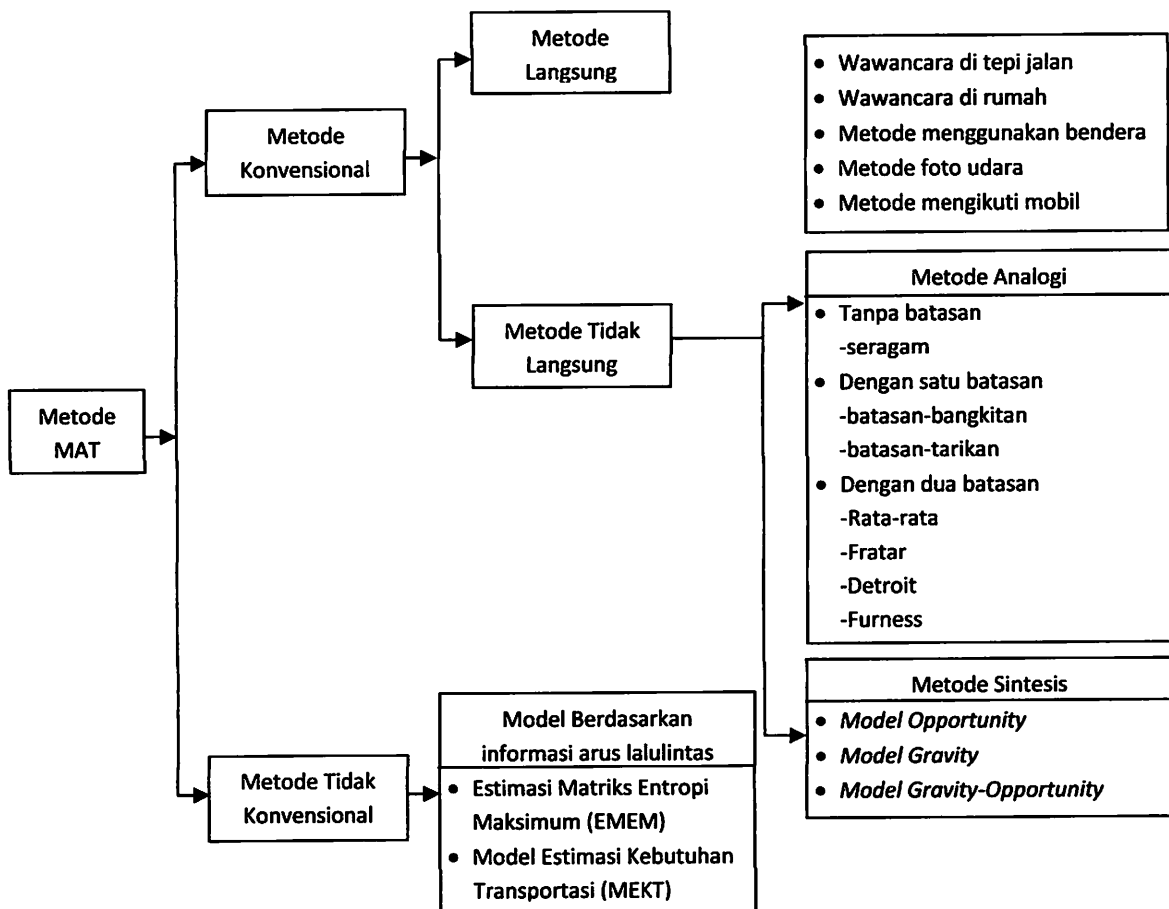 Metode
Langsung
• Wawancara di tepi jalan
• Wawancara di rumah
• Metode menggunakan bendera
• Metode foto udara
• Metode mengikuti mobil
Metode
Konvensional
Metode Analogi
• Tanpa batasan
-seragam
• Dengan satu batasan
-batasan-bangkitan
-batasan-tarikan
• Dengan dua batasan
-Rata-rata
-Fratar
-Detroit
-Furness
Metode Tidak
Langsung
Metode
MAT
Metode Sintesis
• Model Opportunity
• Model Gravity
• Model Gravity-Opportunity
Metode Tidak
Konvensional
Model Berdasarkan
informasi arus lalulintas
• Estimasi Matriks Entropi
Maksimum (EMEM)
• Model Estimasi Kebutuhan
Transportasi (MEKT)